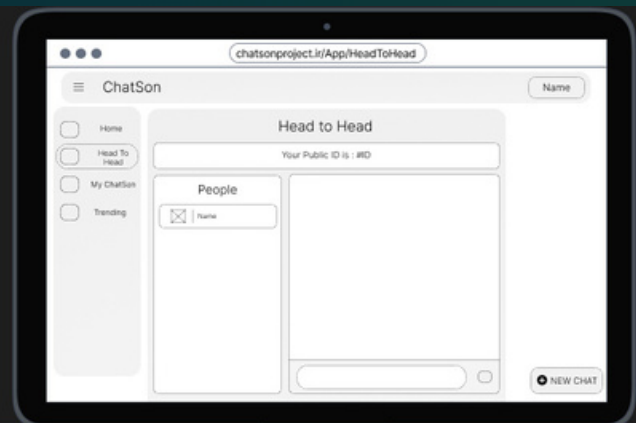 chatsonproject.ir/App/HeadToHead
ChatSon
Name
Home
Head To
Head
My ChatSon
Trending
Head to Head
Your Public ID is : #ID
People
Name
NEW CHAT